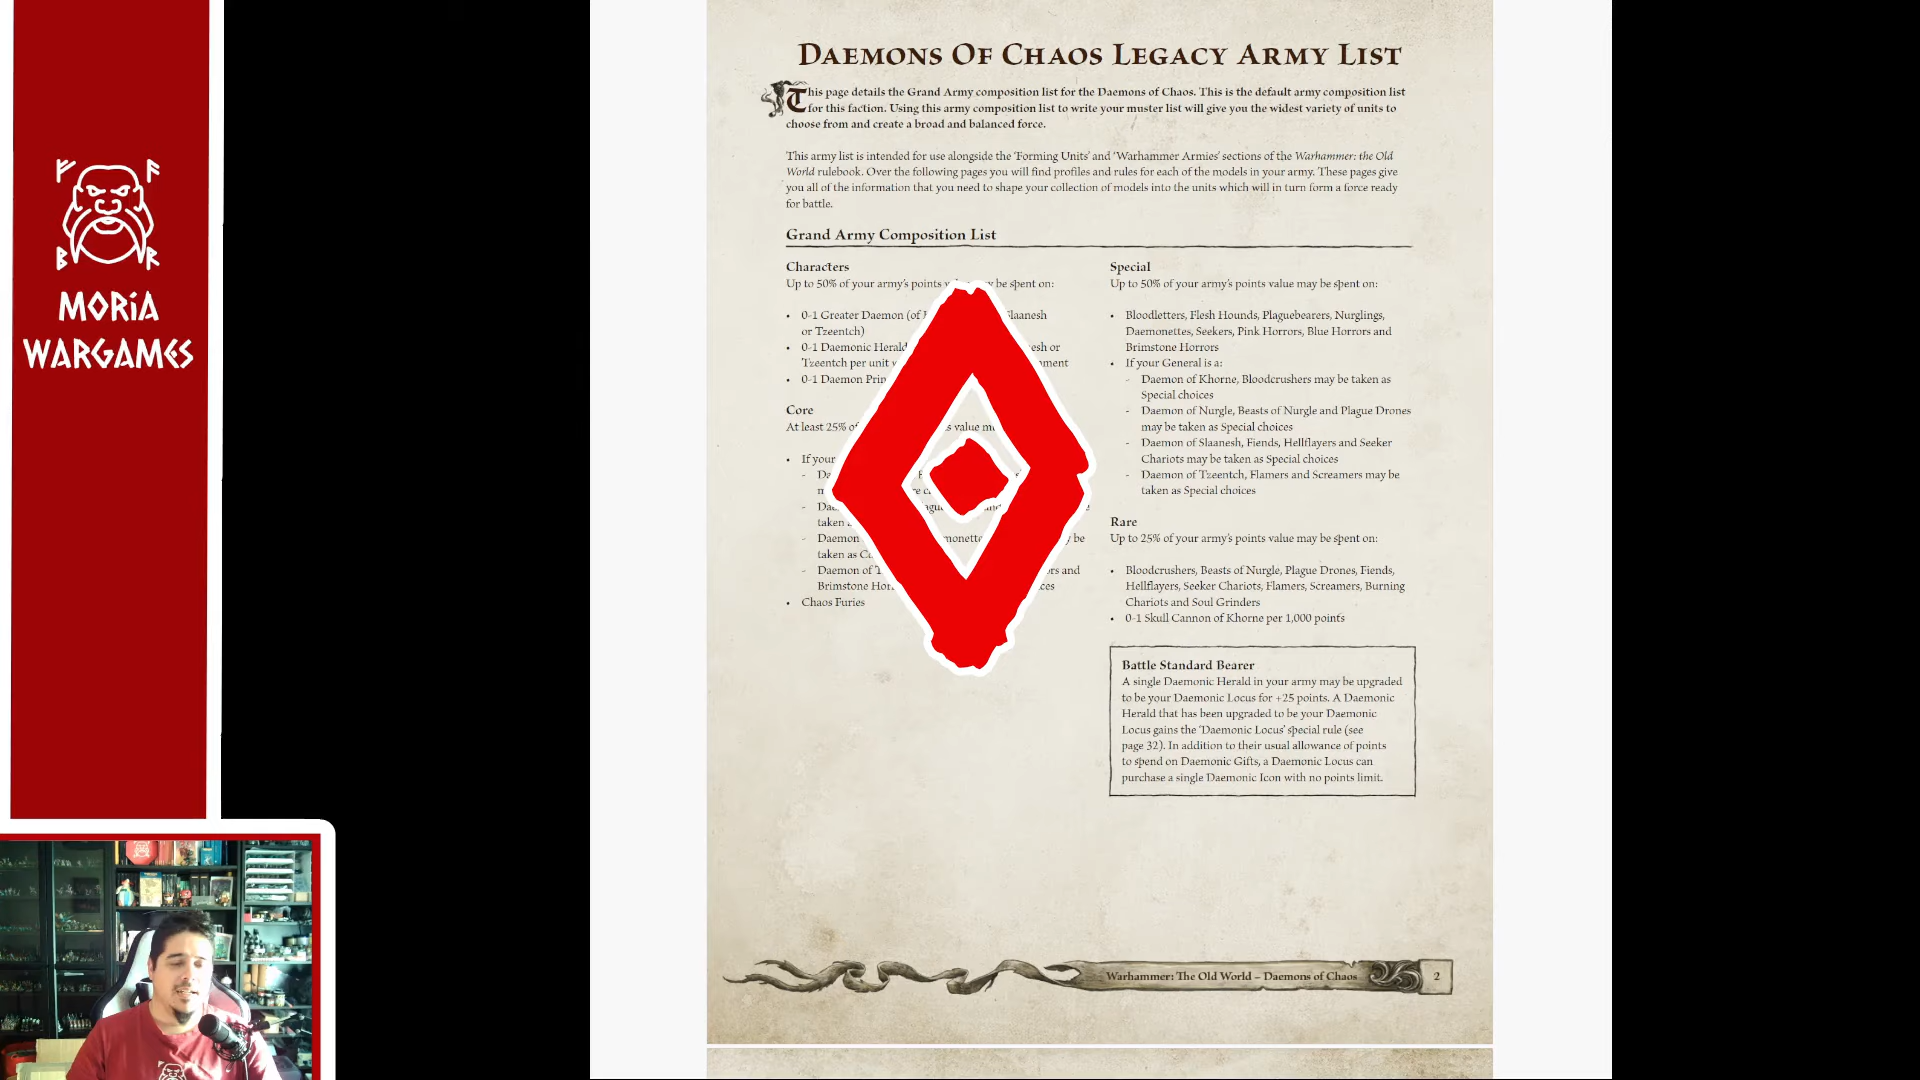 MORiA
WARGAMES
Daemons Of Chaos Legacy Army List
This page details the Grand Army composition list for the Daemons of Chaos. This is the default army composition list
for this faction. Using this army composition list to write your muster list will give you the widest variety of units to
choose from and create a broad and balanced force.
This army list is intended for use alongside the 'Forming Units' and 'Warhammer Armies' sections of the Warhammer: the Old
World rulebook. Over the following pages you will find profiles and rules for each of the models in your army. These pages give
you all of the information that you need to shape your collection of models into the units which will in turn form a force ready
for battle.
Grand Army Composition List
Characters
Up to 50% of your army's points be spent on:
• 0-1 Greater Daemon (of Slaanesh
or Tzeentch)
• 0-1 Daemonic Herald or
Tzeentch per unit
• 0-1 Daemon
Core
At least 25% of value
• If your
-
-
taken
- Daemon be
taken as
- Daemon of and
Brimstone
• Chaos Furies
Special
Up to 50% of your army's points value may be spent on:
• Bloodletters, Flesh Hounds, Plaguebearers, Nurglings,
Daemonettes, Seekers, Pink Horrors, Blue Horrors and
Brimstone Horrors
• If your General is a:
- Daemon of Khorne, Bloodcrushers may be taken as
Special choices
- Daemon of Nurgle, Beasts of Nurgle and Plague Drones
may be taken as Special choices
- Daemon of Slaanesh, Fiends, Hellflayers and Seeker
Chariots may be taken as Special choices
- Daemon of Tzeentch, Flamers and Screamers may be
taken as Special choices
Rare
Up to 25% of your army's points value may be spent on:
• Bloodcrushers, Beasts of Nurgle, Plague Drones, Fiends,
Hellflayers, Seeker Chariots, Flamers, Screamers, Burning
Chariots and Soul Grinders
• 0-1 Skull Cannon of Khorne per 1,000 points
Battle Standard Bearer
A single Daemonic Herald in your army may be upgraded
to be your Daemonic Locus for +25 points. A Daemonic
Herald that has been upgraded to be your Daemonic
Locus gains the 'Daemonic Locus' special rule (see
page 32). In addition to their usual allowance of points
to spend on Daemonic Gifts, a Daemonic Locus can
purchase a single Daemonic Icon with no points limit.
Warhammer: The Old World – Daemons of Chaos 2